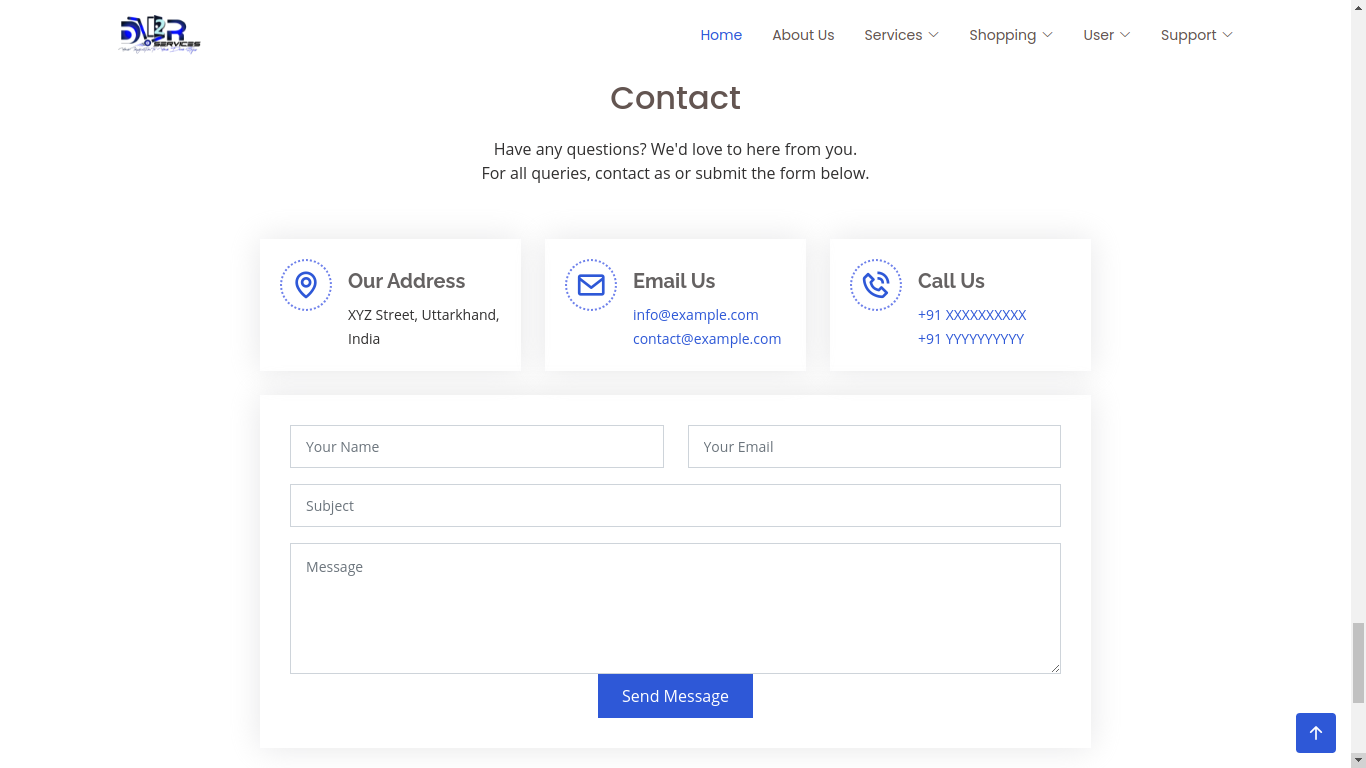 SERVICES
Home About Us Services Shopping User Support
Contact
Have any questions? We'd love to here from you.
For all queries, contact as or submit the form below.
Our Address
XYZ Street, Uttarkhand,
India
Email Us
info@example.com
contact@example.com
Call Us
+91 XXXXXXXXXX
+91 YYYYYYYYYY
Your Name
Your Email
Subject
Message
Send Message